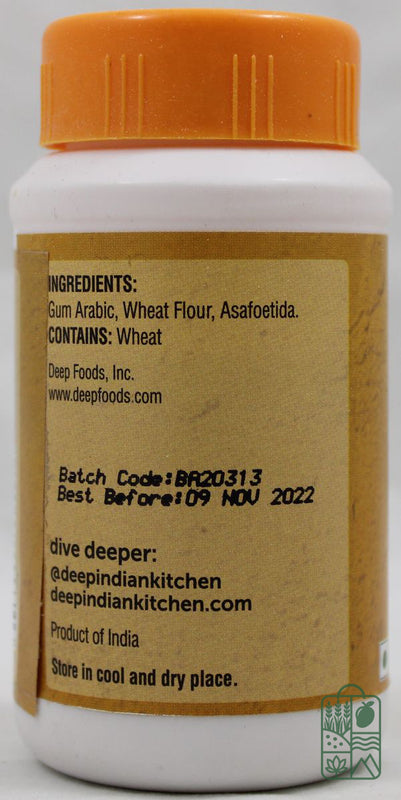 INGREDIENTS:
Gum Arabic, Wheat Flour, Asafoetida.
CONTAINS: Wheat
Deep Foods, Inc.
www.deepfoods.com
Batch Code:BA20313
Best Before:09 NOV 2022
dive deeper:
@deepindiankitchen
deepindiankitchen.com
Product of India
Store in cool and dry place.